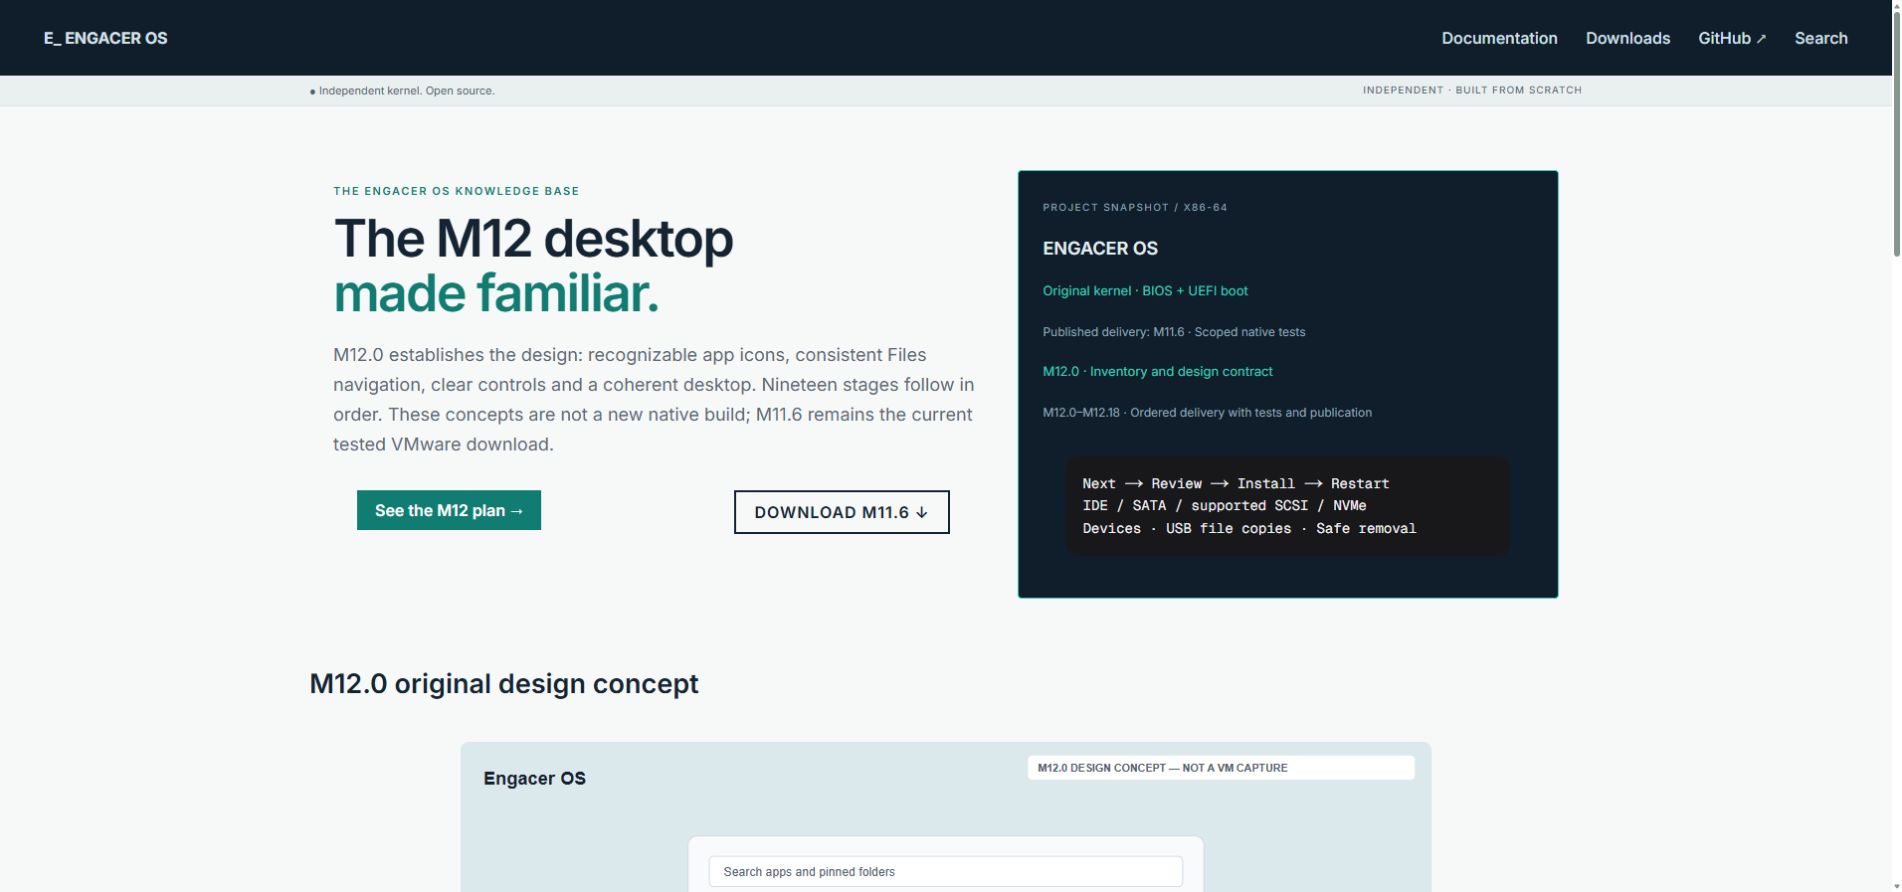 E_ ENGACER OS
Documentation
Downloads
GitHub ↗
Search
● Independent kernel. Open source.
INDEPENDENT · BUILT FROM SCRATCH
THE ENGACER OS KNOWLEDGE BASE
The M12 desktop
made familiar.
M12.0 establishes the design: recognizable app icons, consistent Files
navigation, clear controls and a coherent desktop. Nineteen stages follow in
order. These concepts are not a new native build; M11.6 remains the current
tested VMware download.
See the M12 plan →
DOWNLOAD M11.6 ↓
PROJECT SNAPSHOT / X86-64
ENGACER OS
Original kernel · BIOS + UEFI boot
Published delivery: M11.6 · Scoped native tests
M12.0 · Inventory and design contract
M12.0–M12.18 · Ordered delivery with tests and publication
Next → Review → Install → Restart
IDE / SATA / supported SCSI / NVMe
Devices · USB file copies · Safe removal
M12.0 original design concept
Engacer OS
M12.0 DESIGN CONCEPT — NOT A VM CAPTURE
Search apps and pinned folders